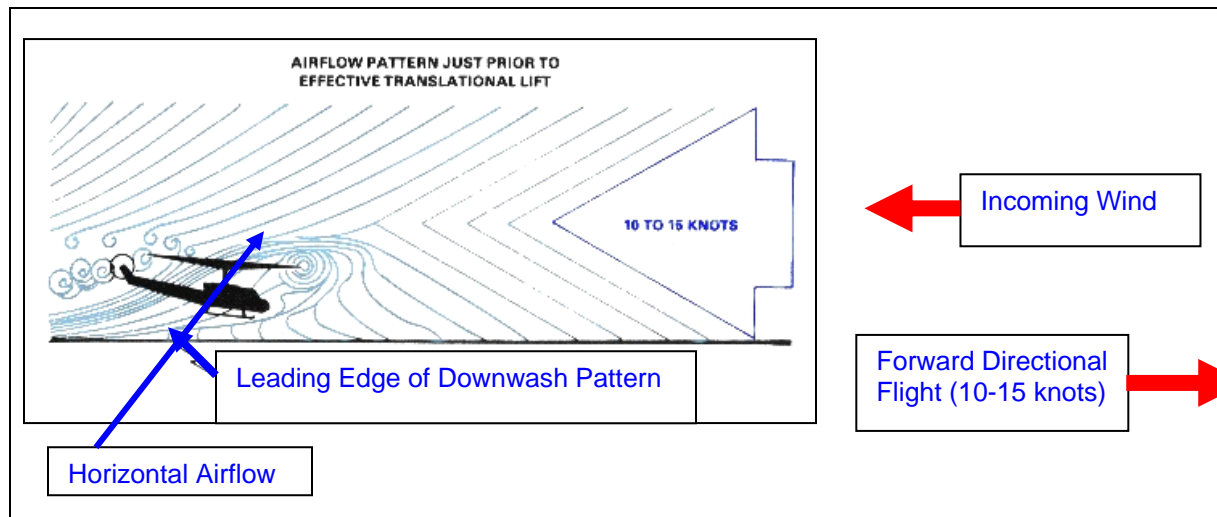 AIRFLOW PATTERN JUST PRIOR TO
EFFECTIVE TRANSLATIONAL LIFT
10 TO 15 KNOTS
Incoming Wind
Forward Directional
Flight (10-15 knots)
Leading Edge of Downwash Pattern
Horizontal Airflow